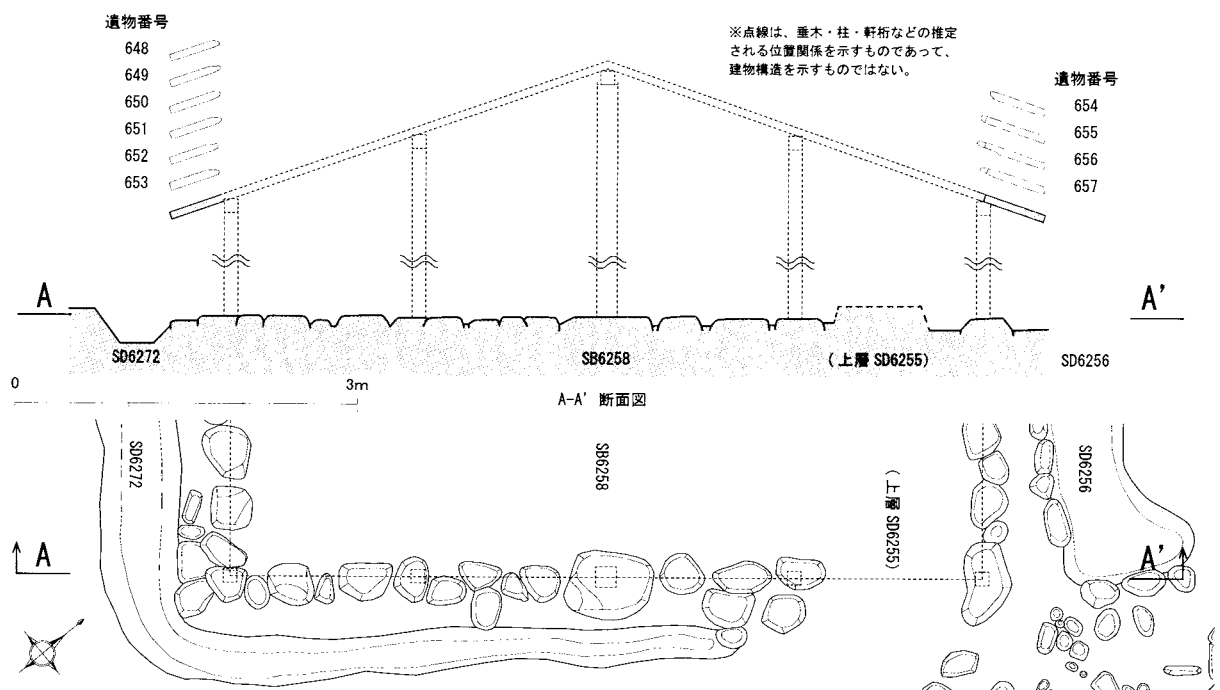 遺物番号
648
649
650
651
652
653
※点線は、垂木・柱・軒桁などの推定
される位置関係を示すものであって、
建物構造を示すものではない。
遺物番号
654
655
656
657
A
A'
SD6272
SB6258
(上層 SD6255)
SD6256
0
3m
A-A' 断面図
SD6272
SB6258
(上層 SD6255)
SD6256
A
A'